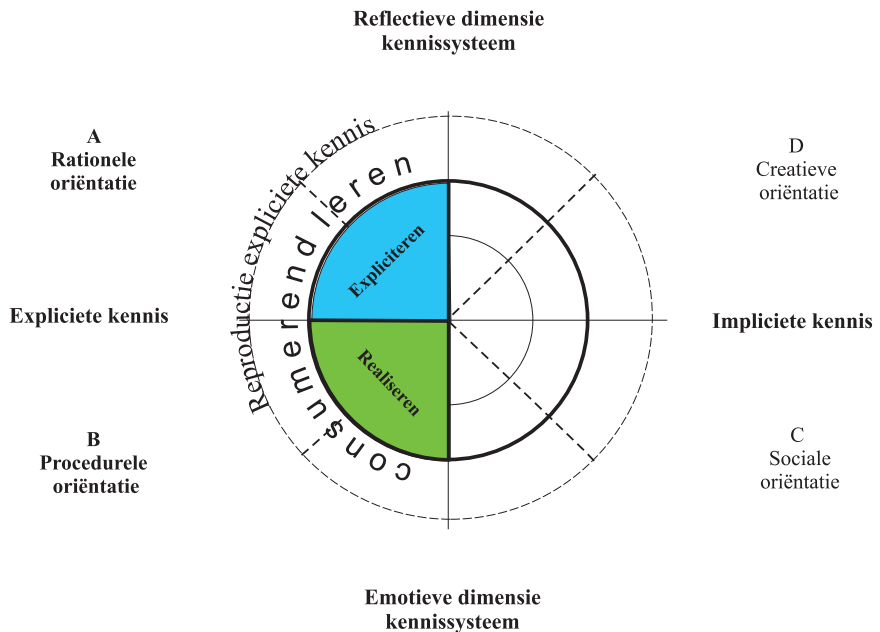 Reflectieve dimensie
kennissysteem
A
Rationele
oriëntatie
D
Creatieve
oriëntatie
Reproductie expliciete kennis
consumerend leren
Expliciteren
Expliciete kennis
Impliciete kennis
Realiseren
B
Procedurele
oriëntatie
C
Sociale
oriëntatie
Emotieve dimensie
kennissysteem